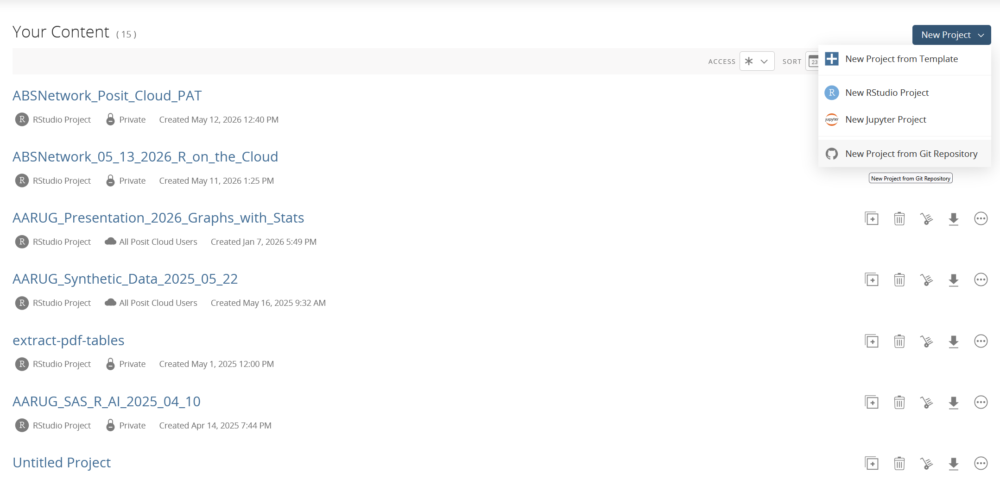 Your Content ( 15 )
New Project
ACCESS * SORT 23
New Project from Template
R New RStudio Project
jupyter New Jupyter Project
New Project from Git Repository
New Project from Git Repository
ABSNetwork_Posit_Cloud_PAT
R RStudio Project Private Created May 12, 2026 12:40 PM
ABSNetwork_05_13_2026_R_on_the_Cloud
R RStudio Project Private Created May 11, 2026 1:25 PM
AARUG_Presentation_2026_Graphs_with_Stats
R RStudio Project All Posit Cloud Users Created Jan 7, 2026 5:49 PM
AARUG_Synthetic_Data_2025_05_22
R RStudio Project All Posit Cloud Users Created May 16, 2025 9:32 AM
extract-pdf-tables
R RStudio Project Private Created May 1, 2025 12:00 PM
AARUG_SAS_R_AI_2025_04_10
R RStudio Project Private Created Apr 14, 2025 7:44 PM
Untitled Project